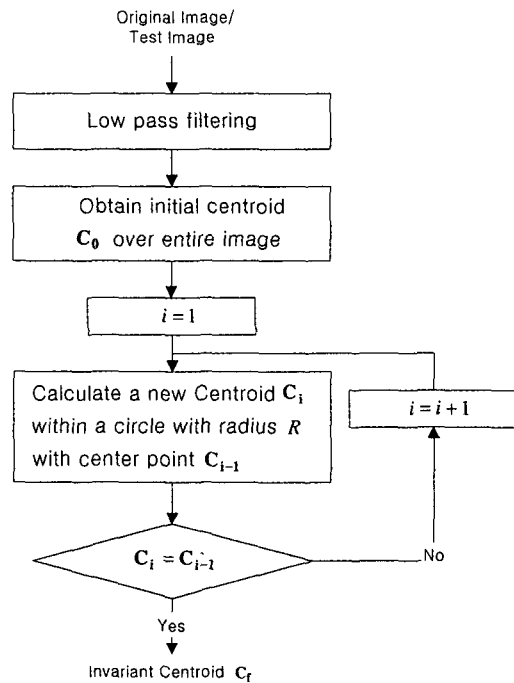 Original Image/
Test Image
Low pass filtering
Obtain initial centroid
C₀ over entire image
i = 1
Calculate a new Centroid Cᵢ
within a circle with radius R
with center point Cᵢ₋₁
i = i + 1
Cᵢ = Cᵢ₋₁
No
Yes
Invariant Centroid C_f